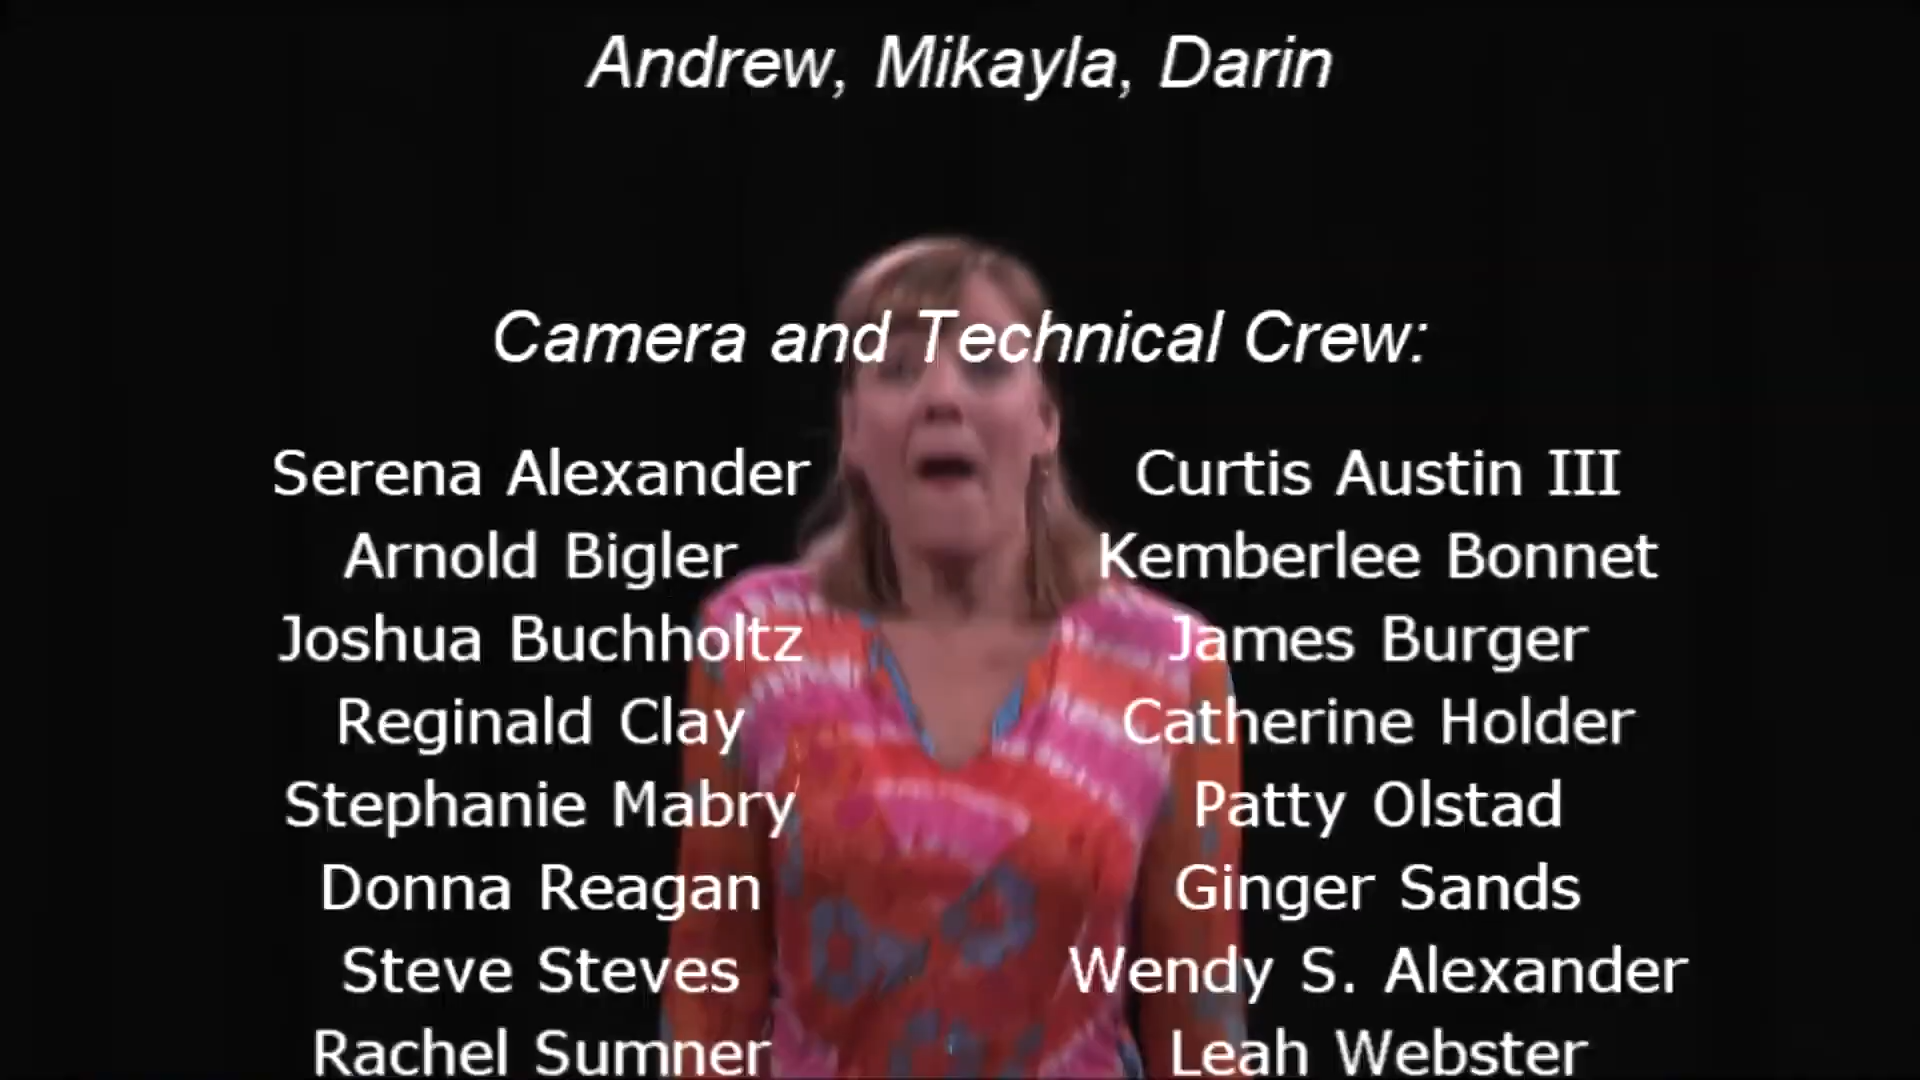 Andrew, Mikayla, Darin
Camera and Technical Crew:
Serena Alexander Curtis Austin III
Arnold Bigler Kemberlee Bonnet
Joshua Buchholtz James Burger
Reginald Clay Catherine Holder
Stephanie Mabry Patty Olstad
Donna Reagan Ginger Sands
Steve Steves Wendy S. Alexander
Rachel Sumner Leah Webster